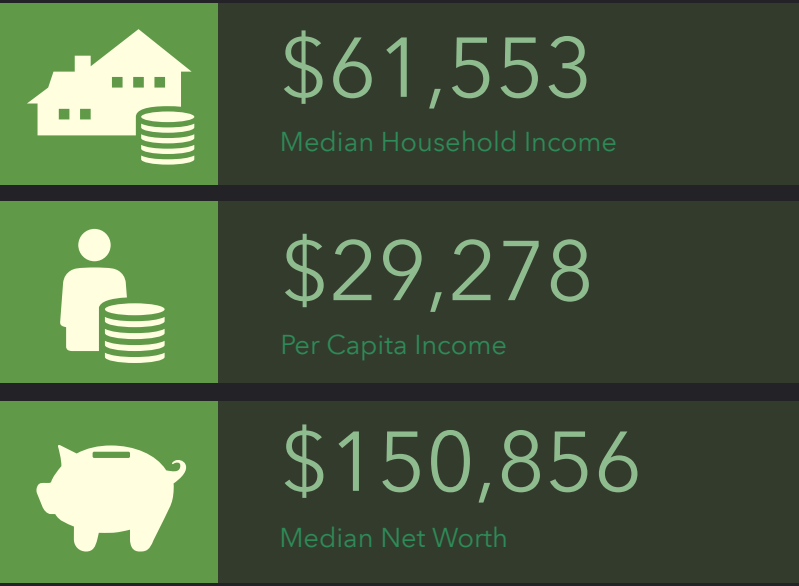 $61,553
Median Household Income
$29,278
Per Capita Income
$150,856
Median Net Worth